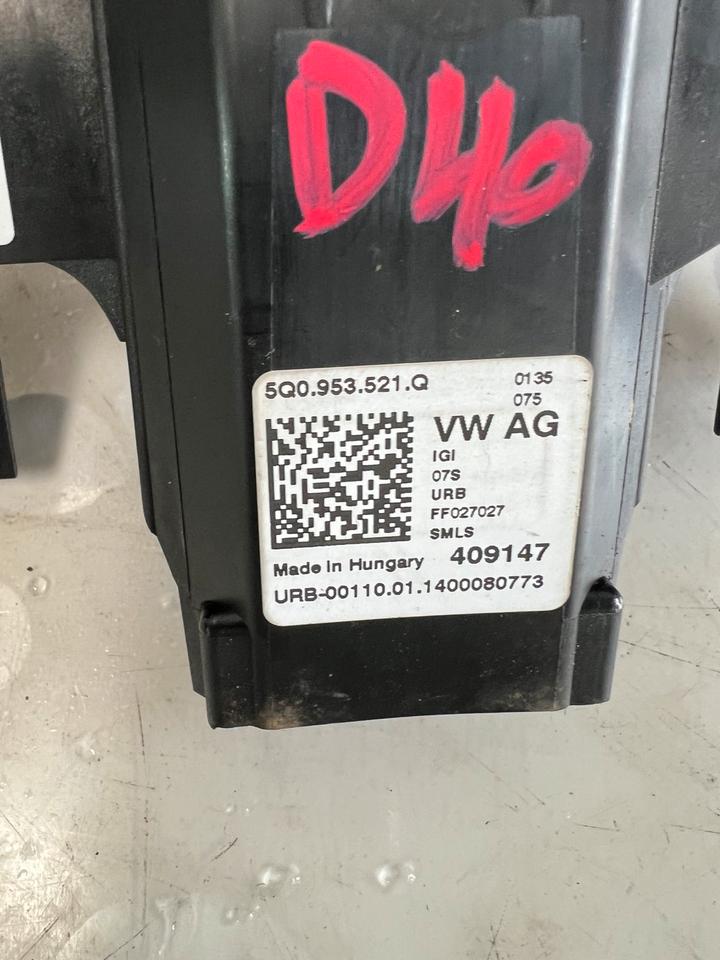 D40
5Q0.953.521.Q
0135
075
VW AG
IGI
07S
URB
FF027027
SMLS
Made in Hungary 409147
URB-00110.01.1400080773